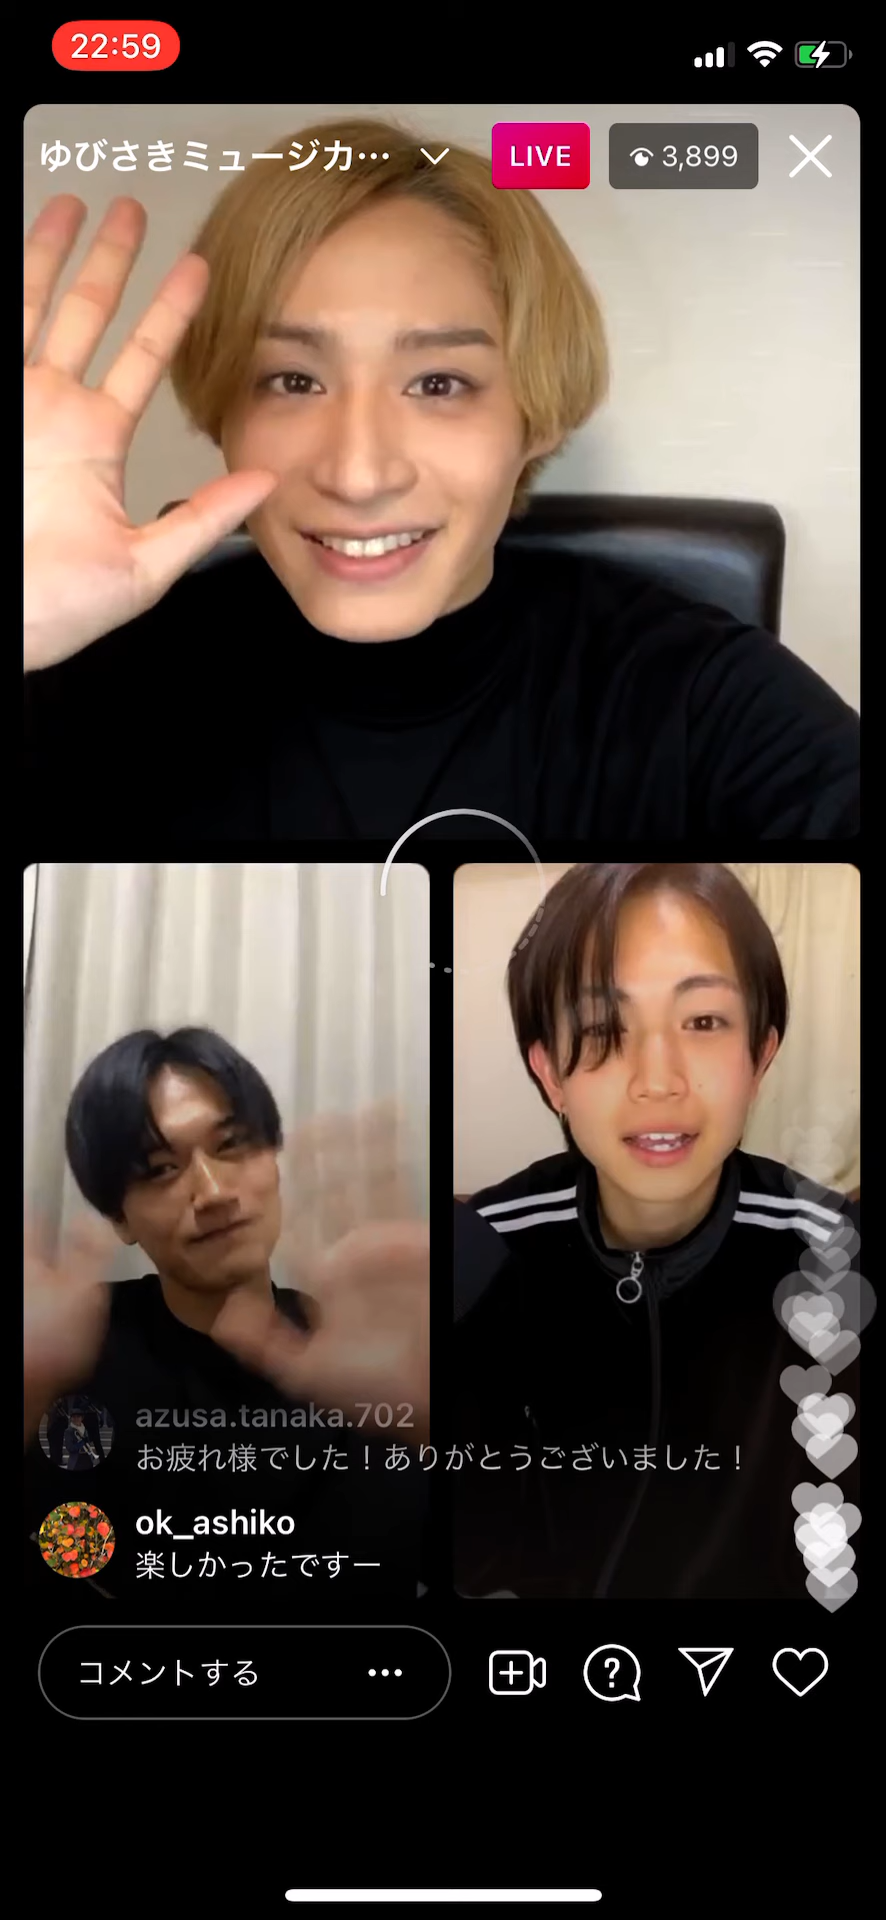 22:59
ゆびさきミュージカ…
LIVE
3,899
azusa.tanaka.702
お疲れ様でした！ありがとうございました！
ok_ashiko
楽しかったですー
コメントする